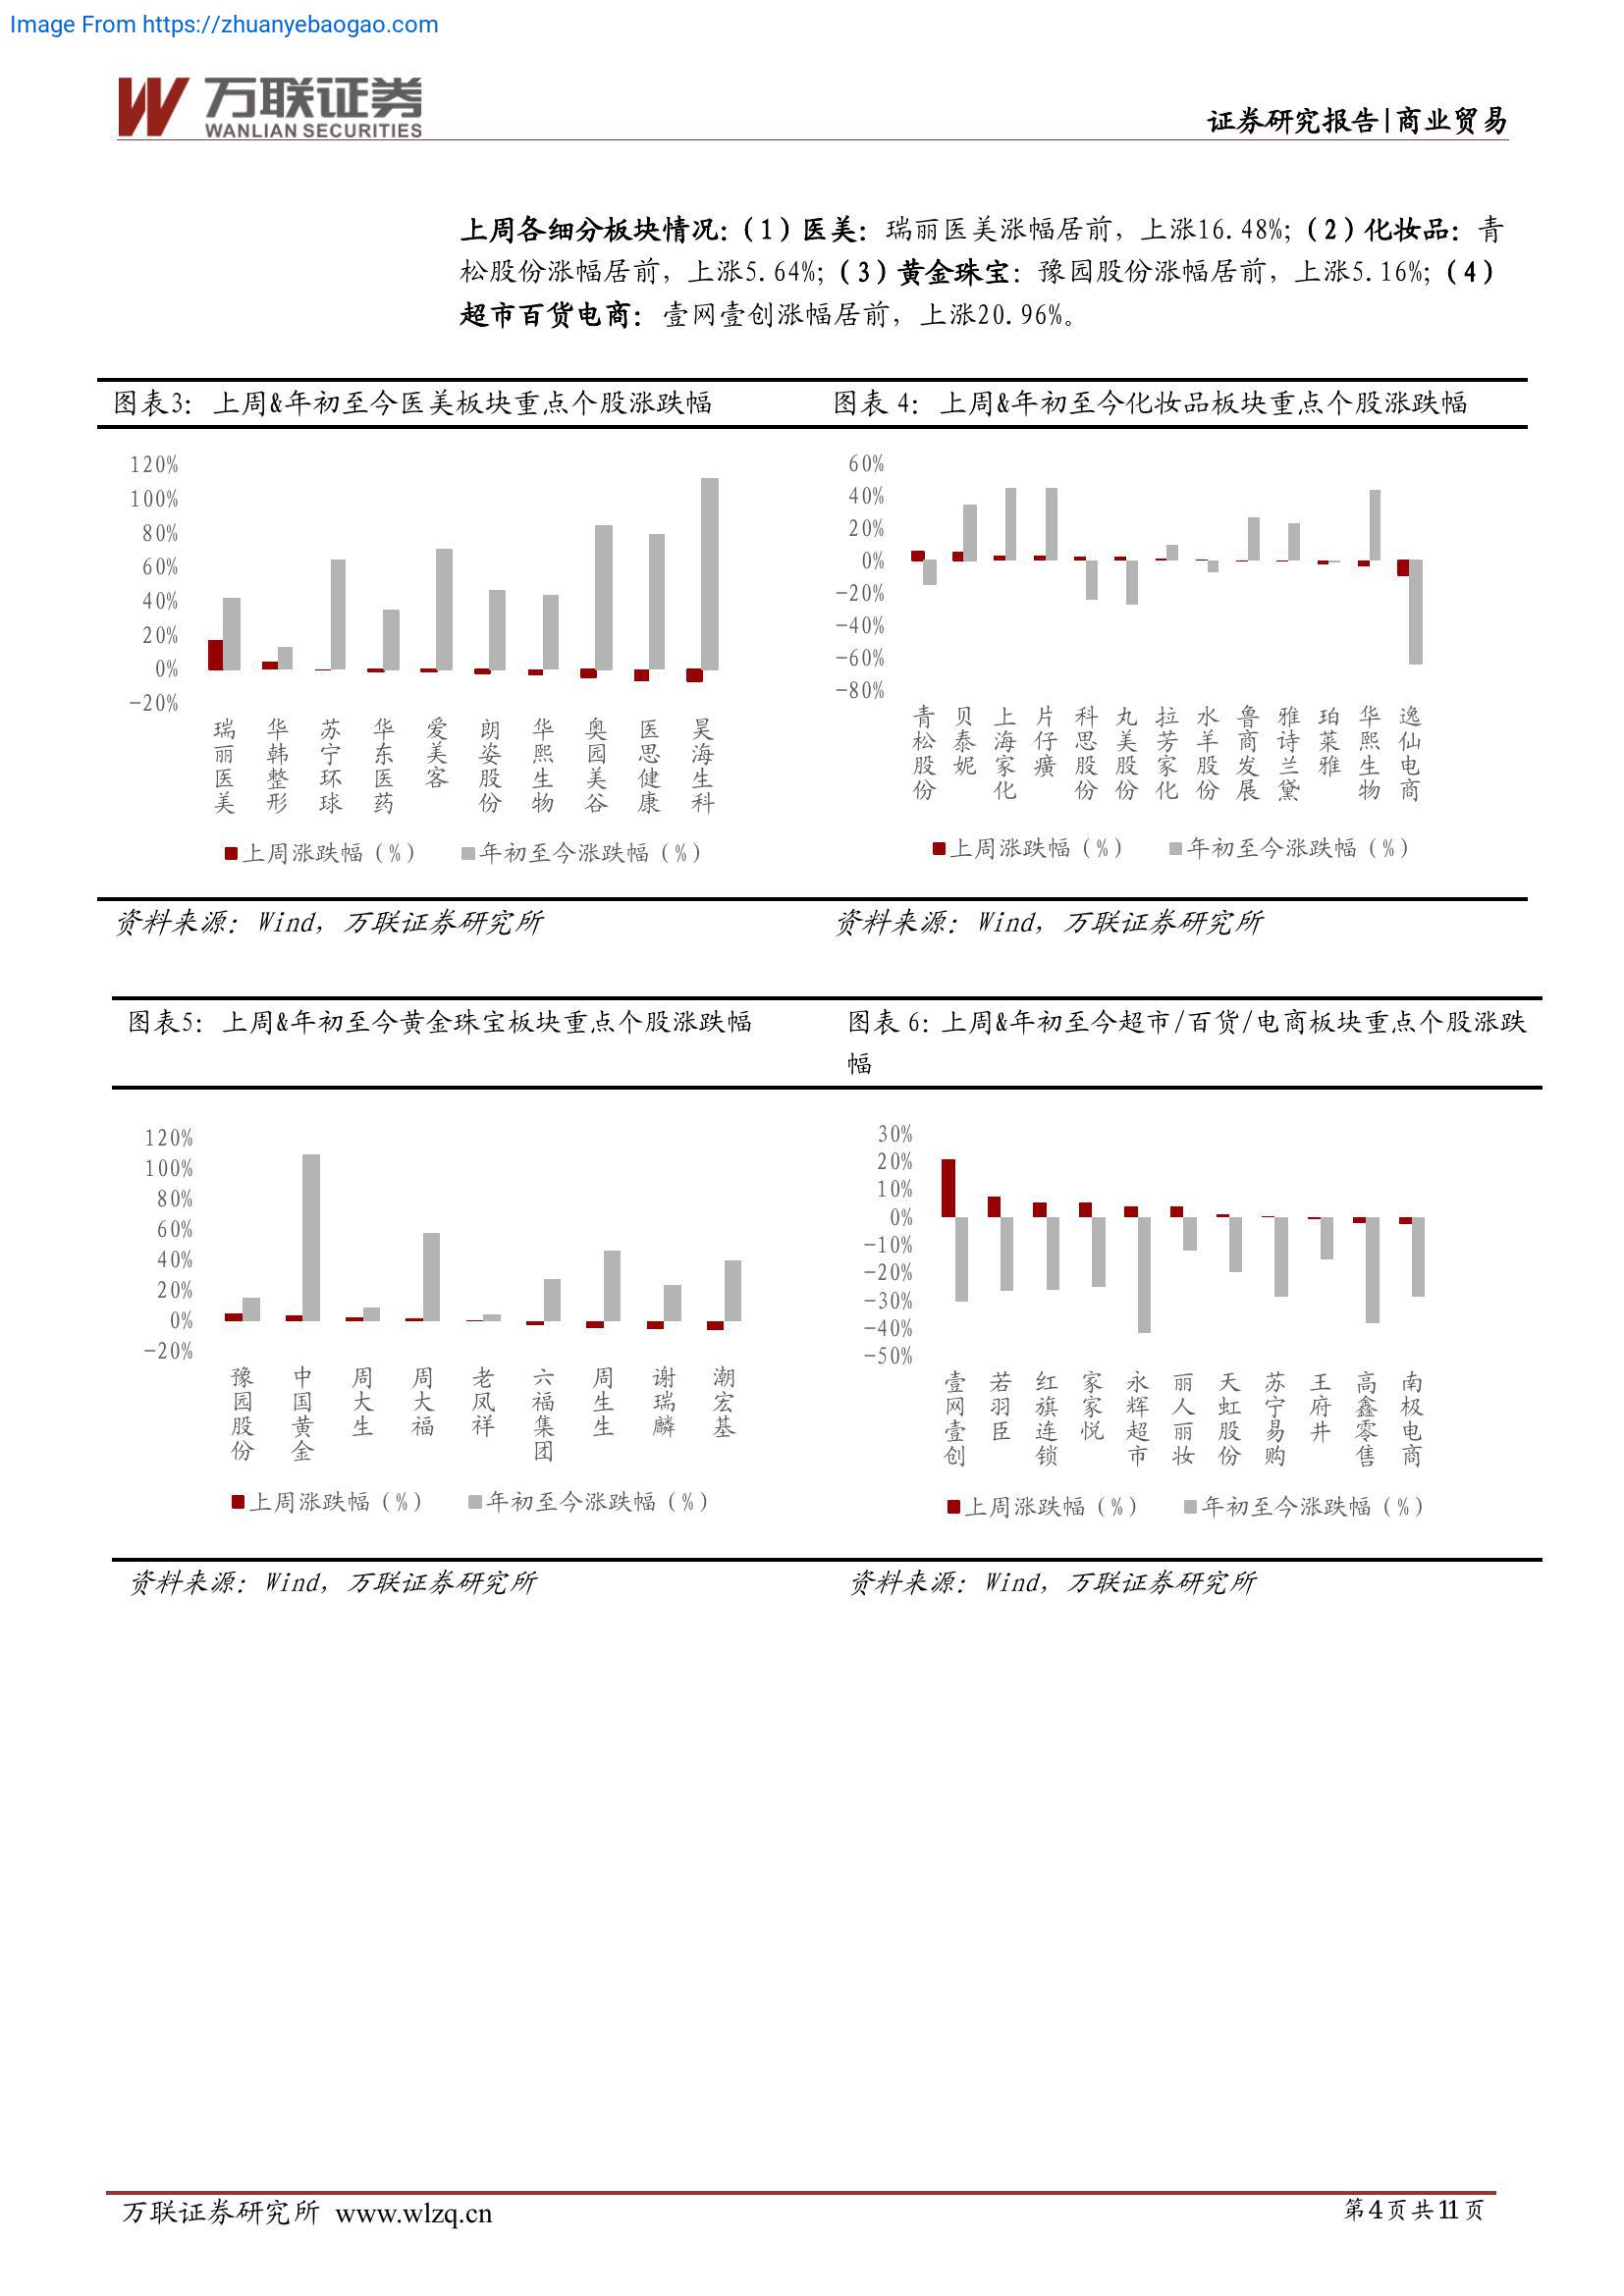 Image From https://zhuanyebaogao.com
万联证券
WANLIAN SECURITIES
证券研究报告|商业贸易
上周各细分板块情况：（1）医美：瑞丽医美涨幅居前，上涨16.48%；（2）化妆品：青
松股份涨幅居前，上涨5.64%；（3）黄金珠宝：豫园股份涨幅居前，上涨5.16%；（4）
超市百货电商：壹网壹创涨幅居前，上涨20.96%。
图表3：上周&年初至今医美板块重点个股涨跌幅
120%
100%
80%
60%
40%
20%
0%
-20%
瑞丽医美
华韩整形
苏宁环球
华东医药
爱美客
朗姿股份
华熙生物
奥园美谷
医思健康
昊海生科
上周涨跌幅（%）
年初至今涨跌幅（%）
资料来源：Wind，万联证券研究所
图表 4：上周&年初至今化妆品板块重点个股涨跌幅
60%
40%
20%
0%
-20%
-40%
-60%
-80%
青松股份
贝泰妮
上海家化
片仔癀
科思股份
丸美股份
拉芳家化
水羊股份
鲁商发展
雅诗兰黛
珀莱雅
华熙生物
逸仙电商
上周涨跌幅（%）
年初至今涨跌幅（%）
资料来源：Wind，万联证券研究所
图表5：上周&年初至今黄金珠宝板块重点个股涨跌幅
120%
100%
80%
60%
40%
20%
0%
-20%
豫园股份
中国黄金
周大生
周大福
老凤祥
六福集团
周生生
谢瑞麟
潮宏基
上周涨跌幅（%）
年初至今涨跌幅（%）
资料来源：Wind，万联证券研究所
图表 6：上周&年初至今超市/百货/电商板块重点个股涨跌
幅
30%
20%
10%
0%
-10%
-20%
-30%
-40%
-50%
壹网壹创
若羽臣
红旗连锁
家家悦
永辉超市
丽人丽妆
天虹股份
苏宁易购
王府井
高鑫零售
南极电商
上周涨跌幅（%）
年初至今涨跌幅（%）
资料来源：Wind，万联证券研究所
万联证券研究所 www.wlzq.cn
第4页共11页